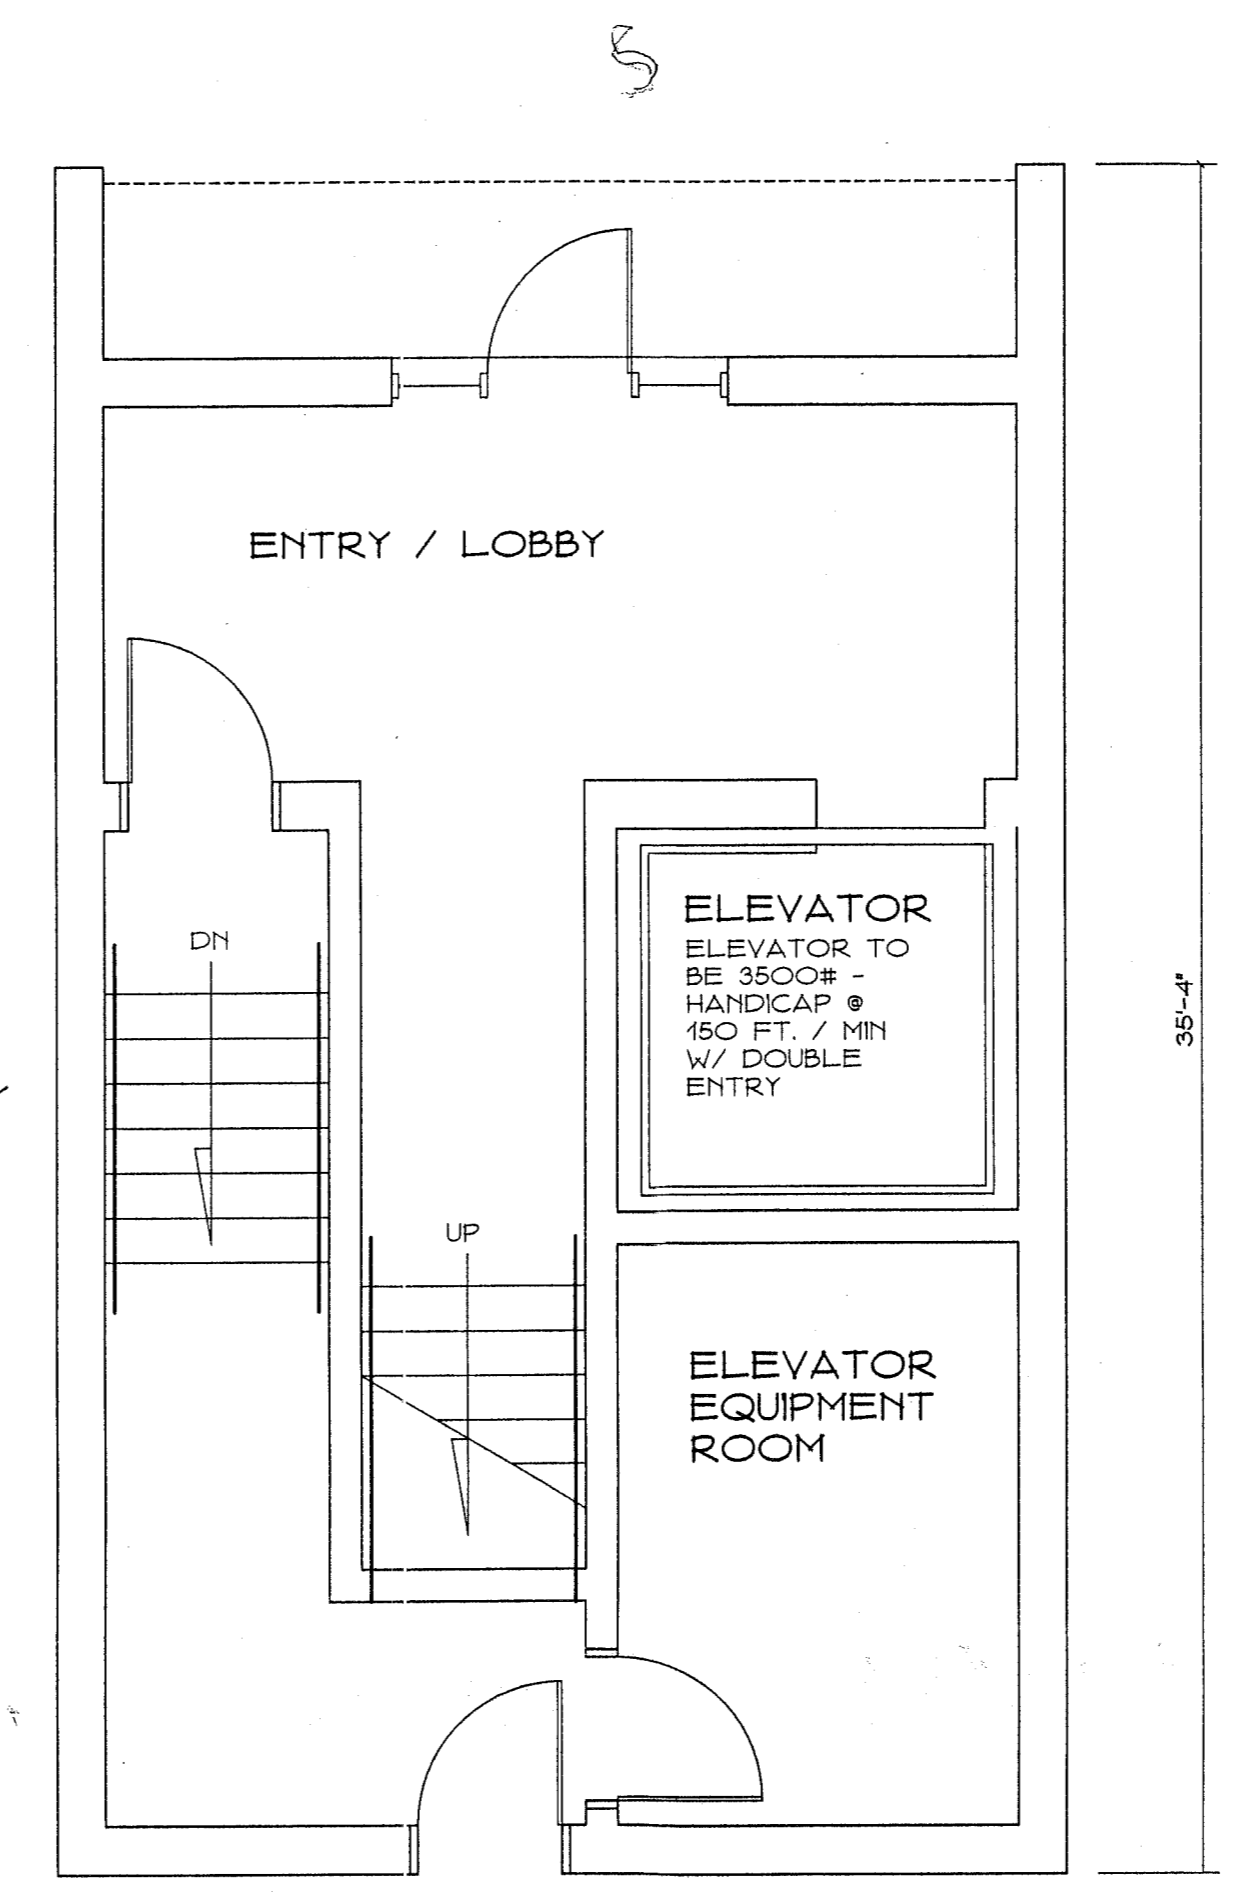 S
ENTRY / LOBBY
DN
ELEVATOR
ELEVATOR TO
BE 3500# -
HANDICAP @
150 FT. / MIN
W/ DOUBLE
ENTRY
35'-4"
UP
ELEVATOR
EQUIPMENT
ROOM